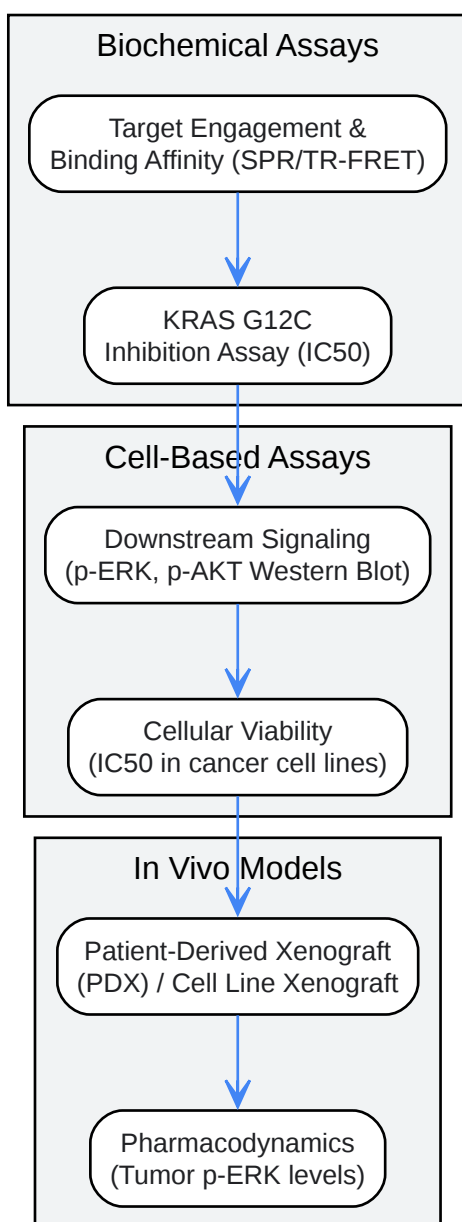 Biochemical Assays
Target Engagement &
Binding Affinity (SPR/TR-FRET)
KRAS G12C
Inhibition Assay (IC50)
Cell-Based Assays
Downstream Signaling
(p-ERK, p-AKT Western Blot)
Cellular Viability
(IC50 in cancer cell lines)
In Vivo Models
Patient-Derived Xenograft
(PDX) / Cell Line Xenograft
Pharmacodynamics
(Tumor p-ERK levels)